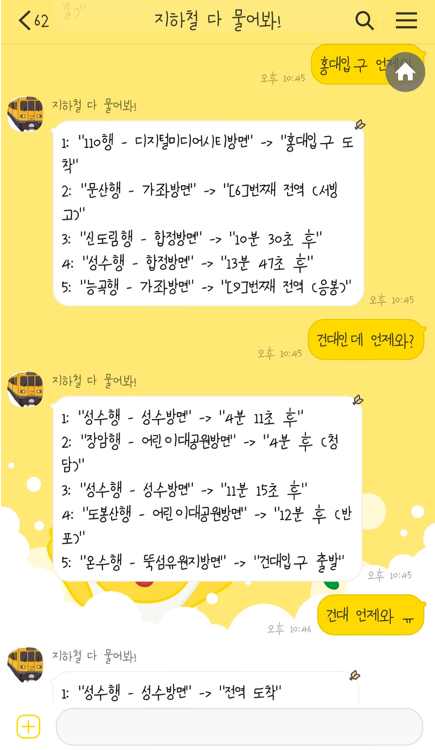 62
지하철 다 물어봐!
홍대입구 언제와
오후 10:45
지하철 다 물어봐!
1: "110행 - 디지털미디어시티방면" -> "홍대입구 도
착"
2: "문산행 - 가좌방면" -> "[6]번째 전역 (서빙
고)"
3: "신도림행 - 합정방면" -> "10분 30초 후"
4: "성수행 - 합정방면" -> "13분 47초 후"
5: "능곡행 - 가좌방면" -> "[9]번째 전역 (응봉)"
오후 10:45
건대인데 언제와?
오후 10:45
지하철 다 물어봐!
1: "성수행 - 성수방면" -> "4분 11초 후"
2: "장암행 - 어린이대공원방면" -> "4분 후 (청
담)"
3: "성수행 - 성수방면" -> "11분 15초 후"
4: "도봉산행 - 어린이대공원방면" -> "12분 후 (반
포)"
5: "온수행 - 뚝섬유원지방면" -> "건대입구 출발"
오후 10:45
건대 언제와 ㅠ
오후 10:46
지하철 다 물어봐!
1: "성수행 - 성수방면" -> "전역 도착"